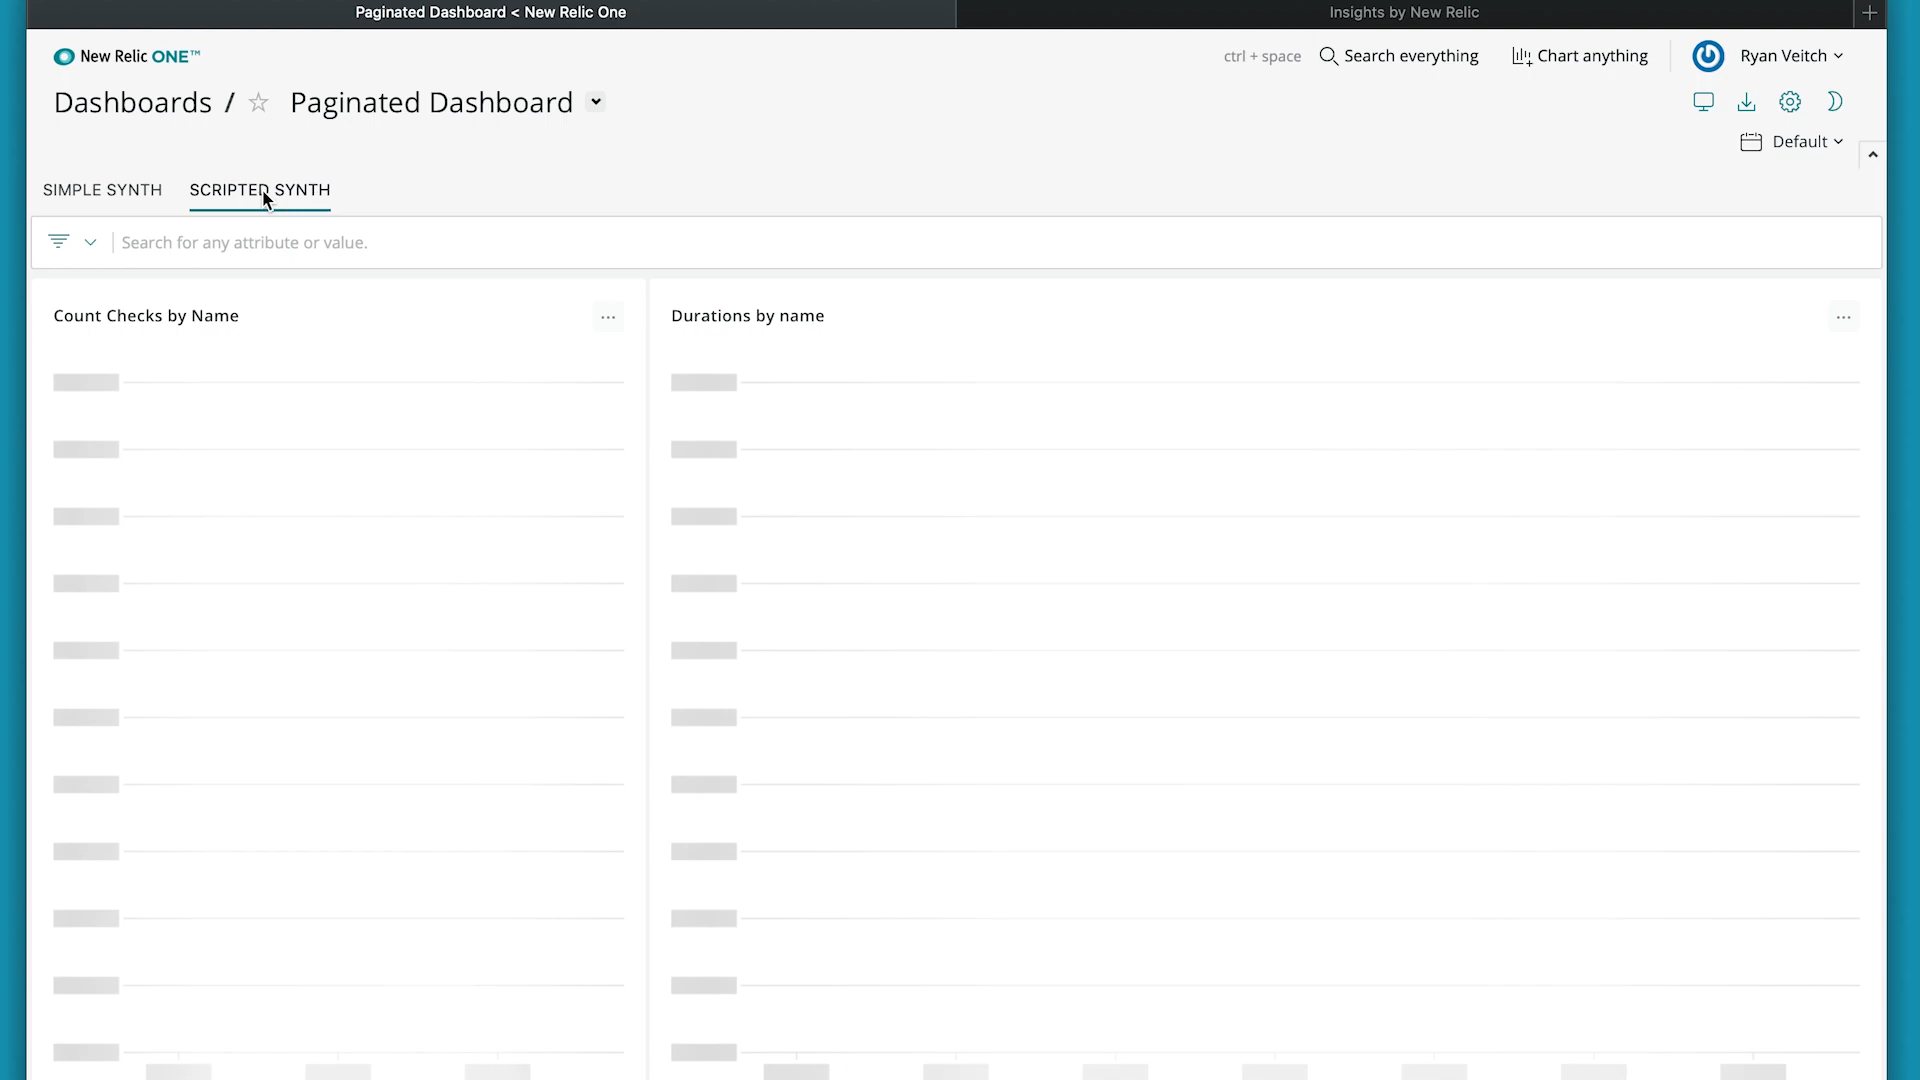 Paginated Dashboard < New Relic One
Insights by New Relic
New Relic ONE™
ctrl + space
Search everything
Chart anything
Ryan Veitch
Dashboards / Paginated Dashboard
Default
SIMPLE SYNTH
SCRIPTED SYNTH
Search for any attribute or value.
Count Checks by Name
...
Durations by name
...